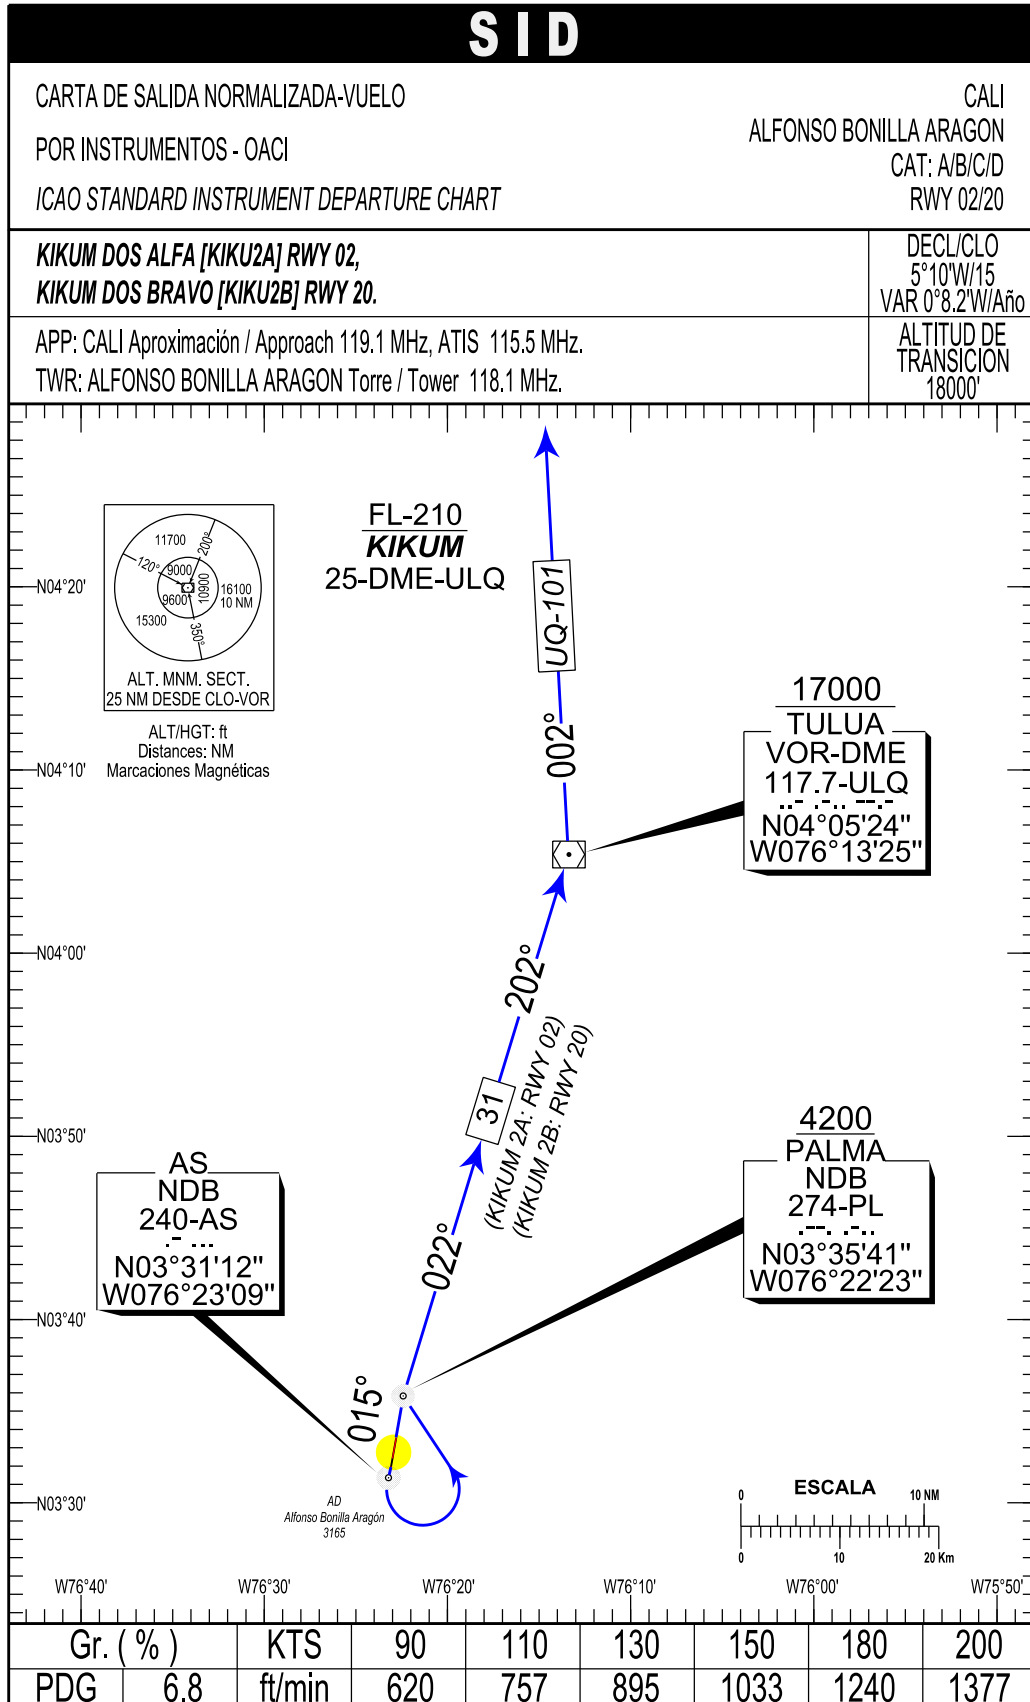 SID
CARTA DE SALIDA NORMALIZADA-VUELO
POR INSTRUMENTOS - OACI
ICAO STANDARD INSTRUMENT DEPARTURE CHART
CALI
ALFONSO BONILLA ARAGON
CAT: A/B/C/D
RWY 02/20
KIKUM DOS ALFA [KIKU2A] RWY 02,
KIKUM DOS BRAVO [KIKU2B] RWY 20.
DECL/CLO
5°10'W/15
VAR 0°8.2'W/Año
APP: CALI Aproximación / Approach 119.1 MHz, ATIS 115.5 MHz.
TWR: ALFONSO BONILLA ARAGON Torre / Tower 118.1 MHz.
ALTITUD DE
TRANSICION
18000'
FL-210
KIKUM
25-DME-ULQ
UQ-101
002°
11700
200°
120°
9000
10900
16100
10 NM
9600
15300
350°
ALT. MNM. SECT.
25 NM DESDE CLO-VOR
ALT/HGT: ft
Distances: NM
Marcaciones Magnéticas
N04°20'
N04°10'
N04°00'
N03°50'
N03°40'
N03°30'
17000
TULUA
VOR-DME
117.7-ULQ
N04°05'24"
W076°13'25"
202°
31
(KIKUM 2A: RWY 02)
(KIKUM 2B: RWY 20)
022°
4200
PALMA
NDB
274-PL
N03°35'41"
W076°22'23"
AS
NDB
240-AS
N03°31'12"
W076°23'09"
015°
AD
Alfonso Bonilla Aragón
3165
ESCALA
0 10 NM
0 10 20 Km
W76°40' W76°30' W76°20' W76°10' W76°00' W75°50'
Gr. ( % ) KTS 90 110 130 150 180 200
PDG 6.8 ft/min 620 757 895 1033 1240 1377